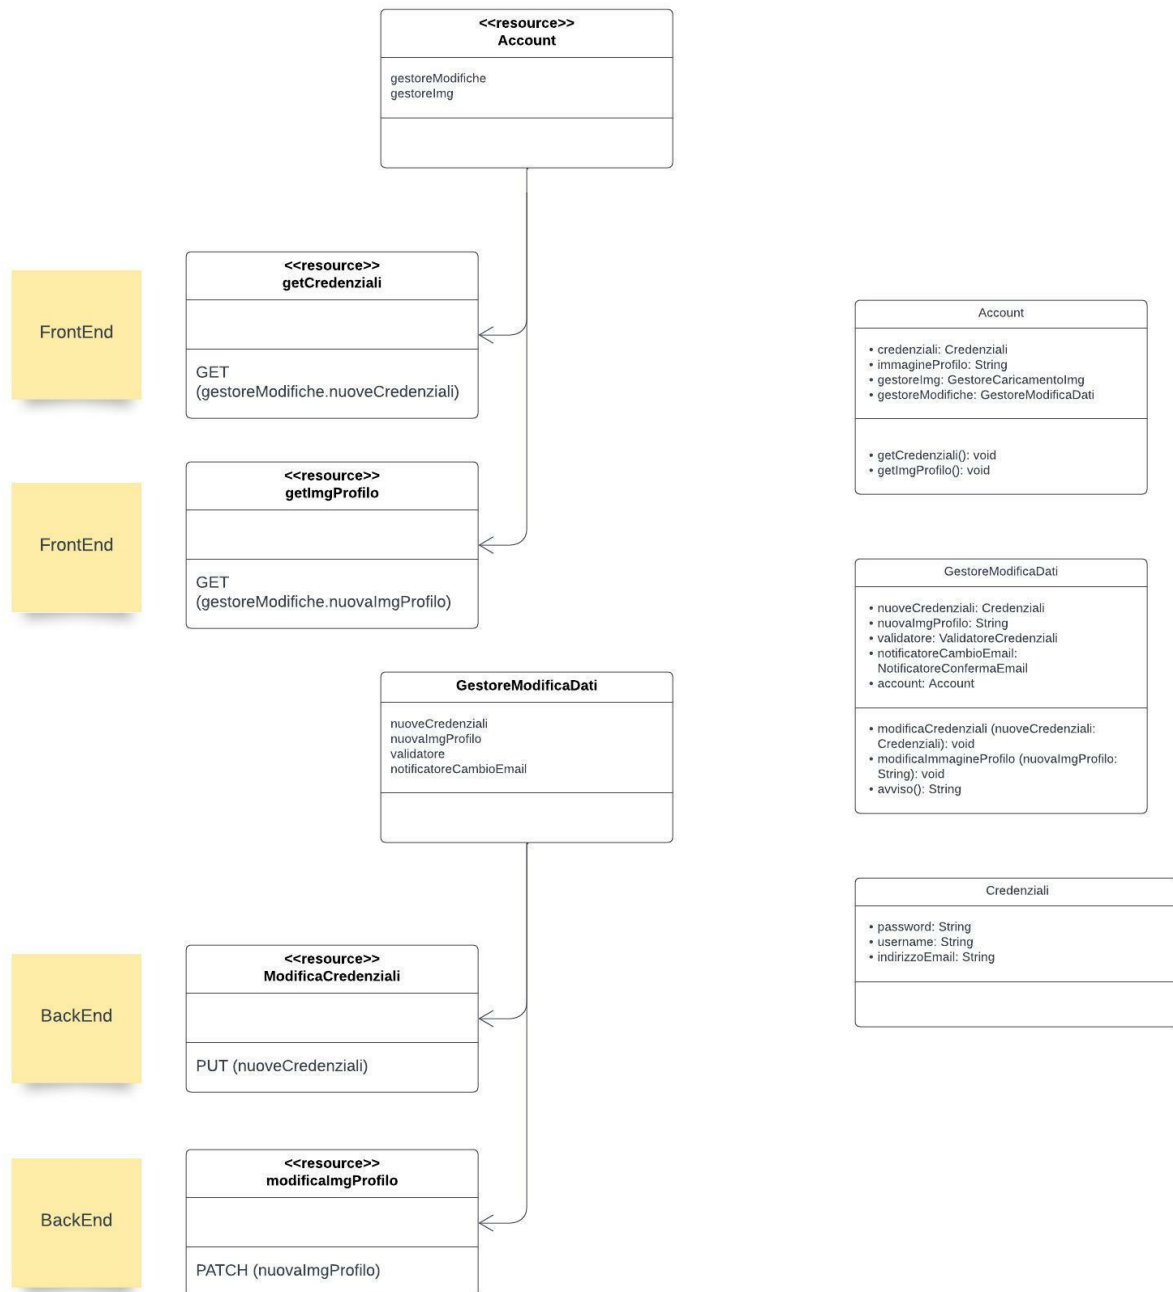 <<resource>>
Account
gestoreModifiche
gestoreImg
FrontEnd
<<resource>>
getCredenziali
GET
(gestoreModifiche.nuoveCredenziali)
FrontEnd
<<resource>>
getImgProfilo
GET
(gestoreModifiche.nuovaImgProfilo)
GestoreModificaDati
nuoveCredenziali
nuovaImgProfilo
validatore
notificatoreCambioEmail
BackEnd
<<resource>>
ModificaCredenziali
PUT (nuoveCredenziali)
BackEnd
<<resource>>
modificaImgProfilo
PATCH (nuovaImgProfilo)
Account
• credenziali: Credenziali
• immagineProfilo: String
• gestoreImg: GestoreCaricamentoImg
• gestoreModifiche: GestoreModificaDati
• getCredenziali(): void
• getImgProfilo(): void
GestoreModificaDati
• nuoveCredenziali: Credenziali
• nuovaImgProfilo: String
• validatore: ValidatoreCredenziali
• notificatoreCambioEmail:
NotificatoreConfermaEmail
• account: Account
• modificaCredenziali (nuoveCredenziali:
Credenziali): void
• modificaImmagineProfilo (nuovaImgProfilo:
String): void
• avviso(): String
Credenziali
• password: String
• username: String
• indirizzoEmail: String